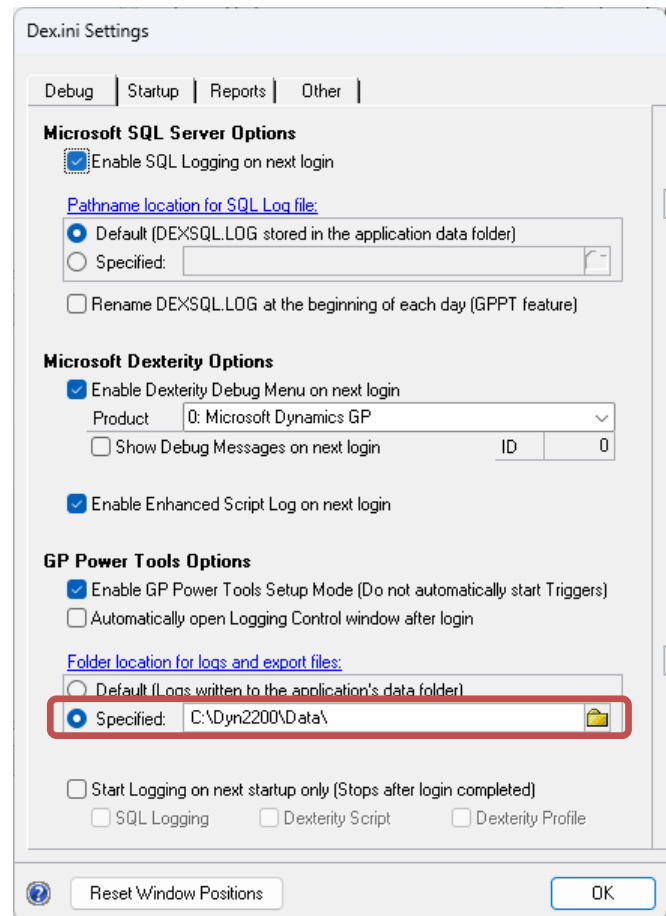 Dex.ini Settings
Debug Startup Reports Other
Microsoft SQL Server Options
Enable SQL Logging on next login
Pathname location for SQL Log file:
Default (DEXSQL.LOG stored in the application data folder)
Specified:
Rename DEXSQL.LOG at the beginning of each day (GPPT feature)
Microsoft Dexterity Options
Enable Dexterity Debug Menu on next login
Product 0: Microsoft Dynamics GP
Show Debug Messages on next login ID 0
Enable Enhanced Script Log on next login
GP Power Tools Options
Enable GP Power Tools Setup Mode (Do not automatically start Triggers)
Automatically open Logging Control window after login
Folder location for logs and export files:
Default (Logs written to the application's data folder)
Specified: C:\Dyn2200\Data\
Start Logging on next startup only (Stops after login completed)
SQL Logging Dexterity Script Dexterity Profile
Reset Window Positions OK